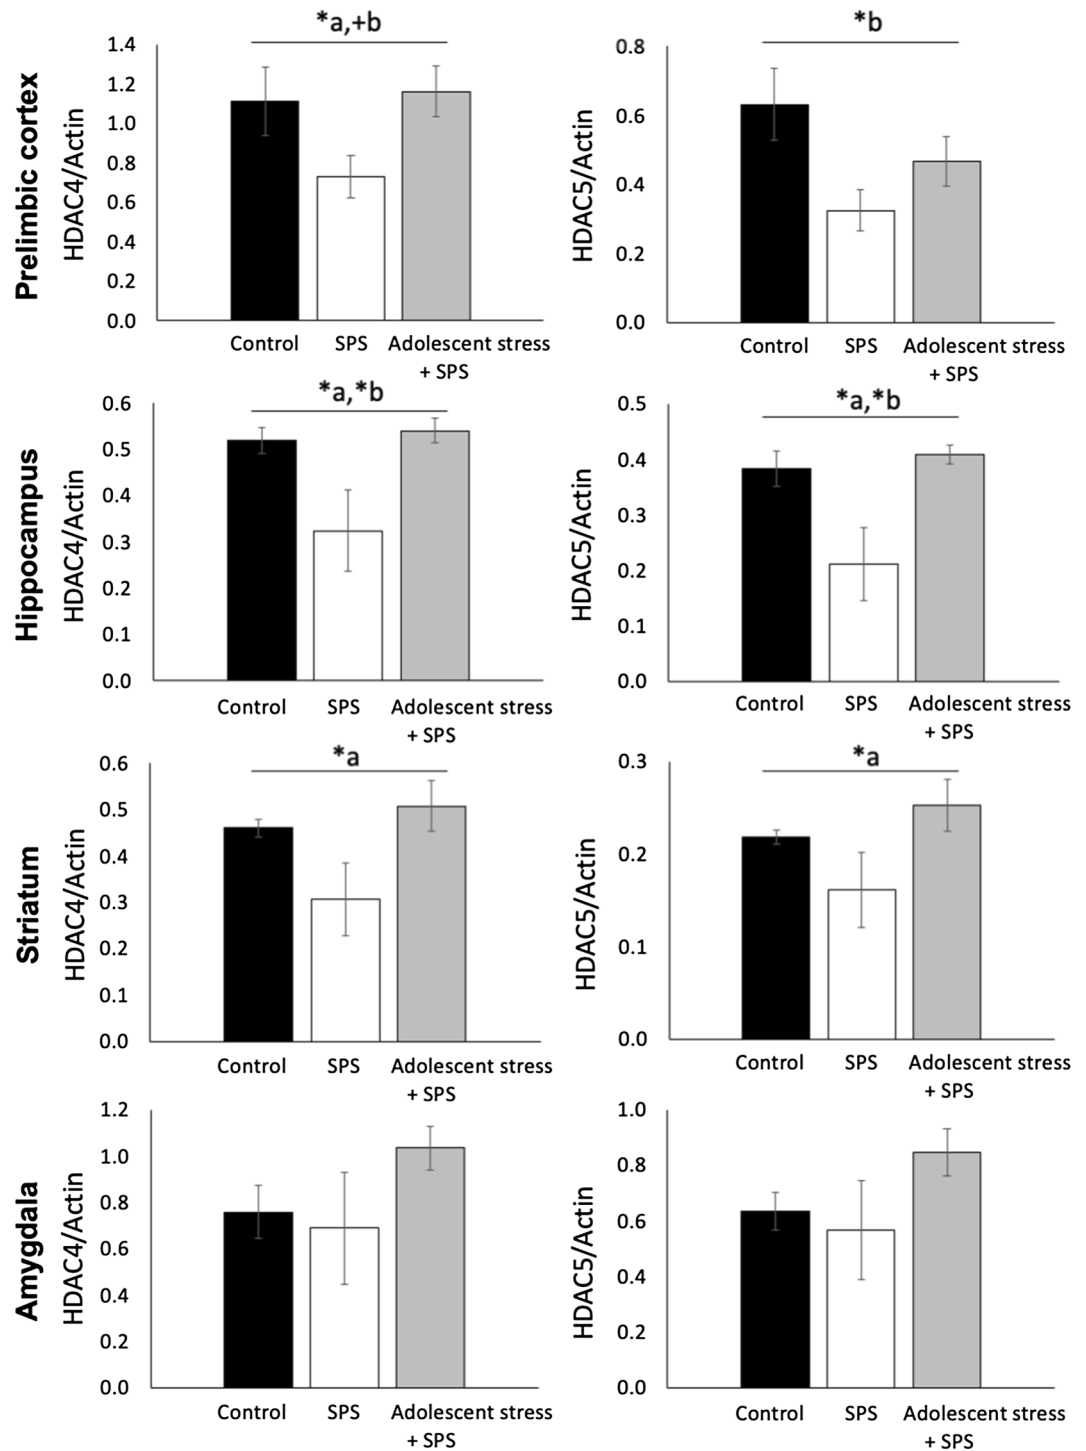 Prelimbic cortex
HDAC4/Actin
*a,+b
1.4
1.2
1.0
0.8
0.6
0.4
0.2
0.0
Control
SPS
Adolescent stress
+ SPS
HDAC5/Actin
*b
0.8
0.6
0.4
0.2
0.0
Control
SPS
Adolescent stress
+ SPS
Hippocampus
HDAC4/Actin
*a,*b
0.6
0.5
0.4
0.3
0.2
0.1
0.0
Control
SPS
Adolescent stress
+ SPS
HDAC5/Actin
*a,*b
0.5
0.4
0.3
0.2
0.1
0.0
Control
SPS
Adolescent stress
+ SPS
Striatum
HDAC4/Actin
*a
0.6
0.5
0.4
0.3
0.2
0.1
0.0
Control
SPS
Adolescent stress
+ SPS
HDAC5/Actin
*a
0.3
0.2
0.1
0.0
Control
SPS
Adolescent stress
+ SPS
Amygdala
HDAC4/Actin
1.2
1.0
0.8
0.6
0.4
0.2
0.0
Control
SPS
Adolescent stress
+ SPS
HDAC5/Actin
1.0
0.8
0.6
0.4
0.2
0.0
Control
SPS
Adolescent stress
+ SPS